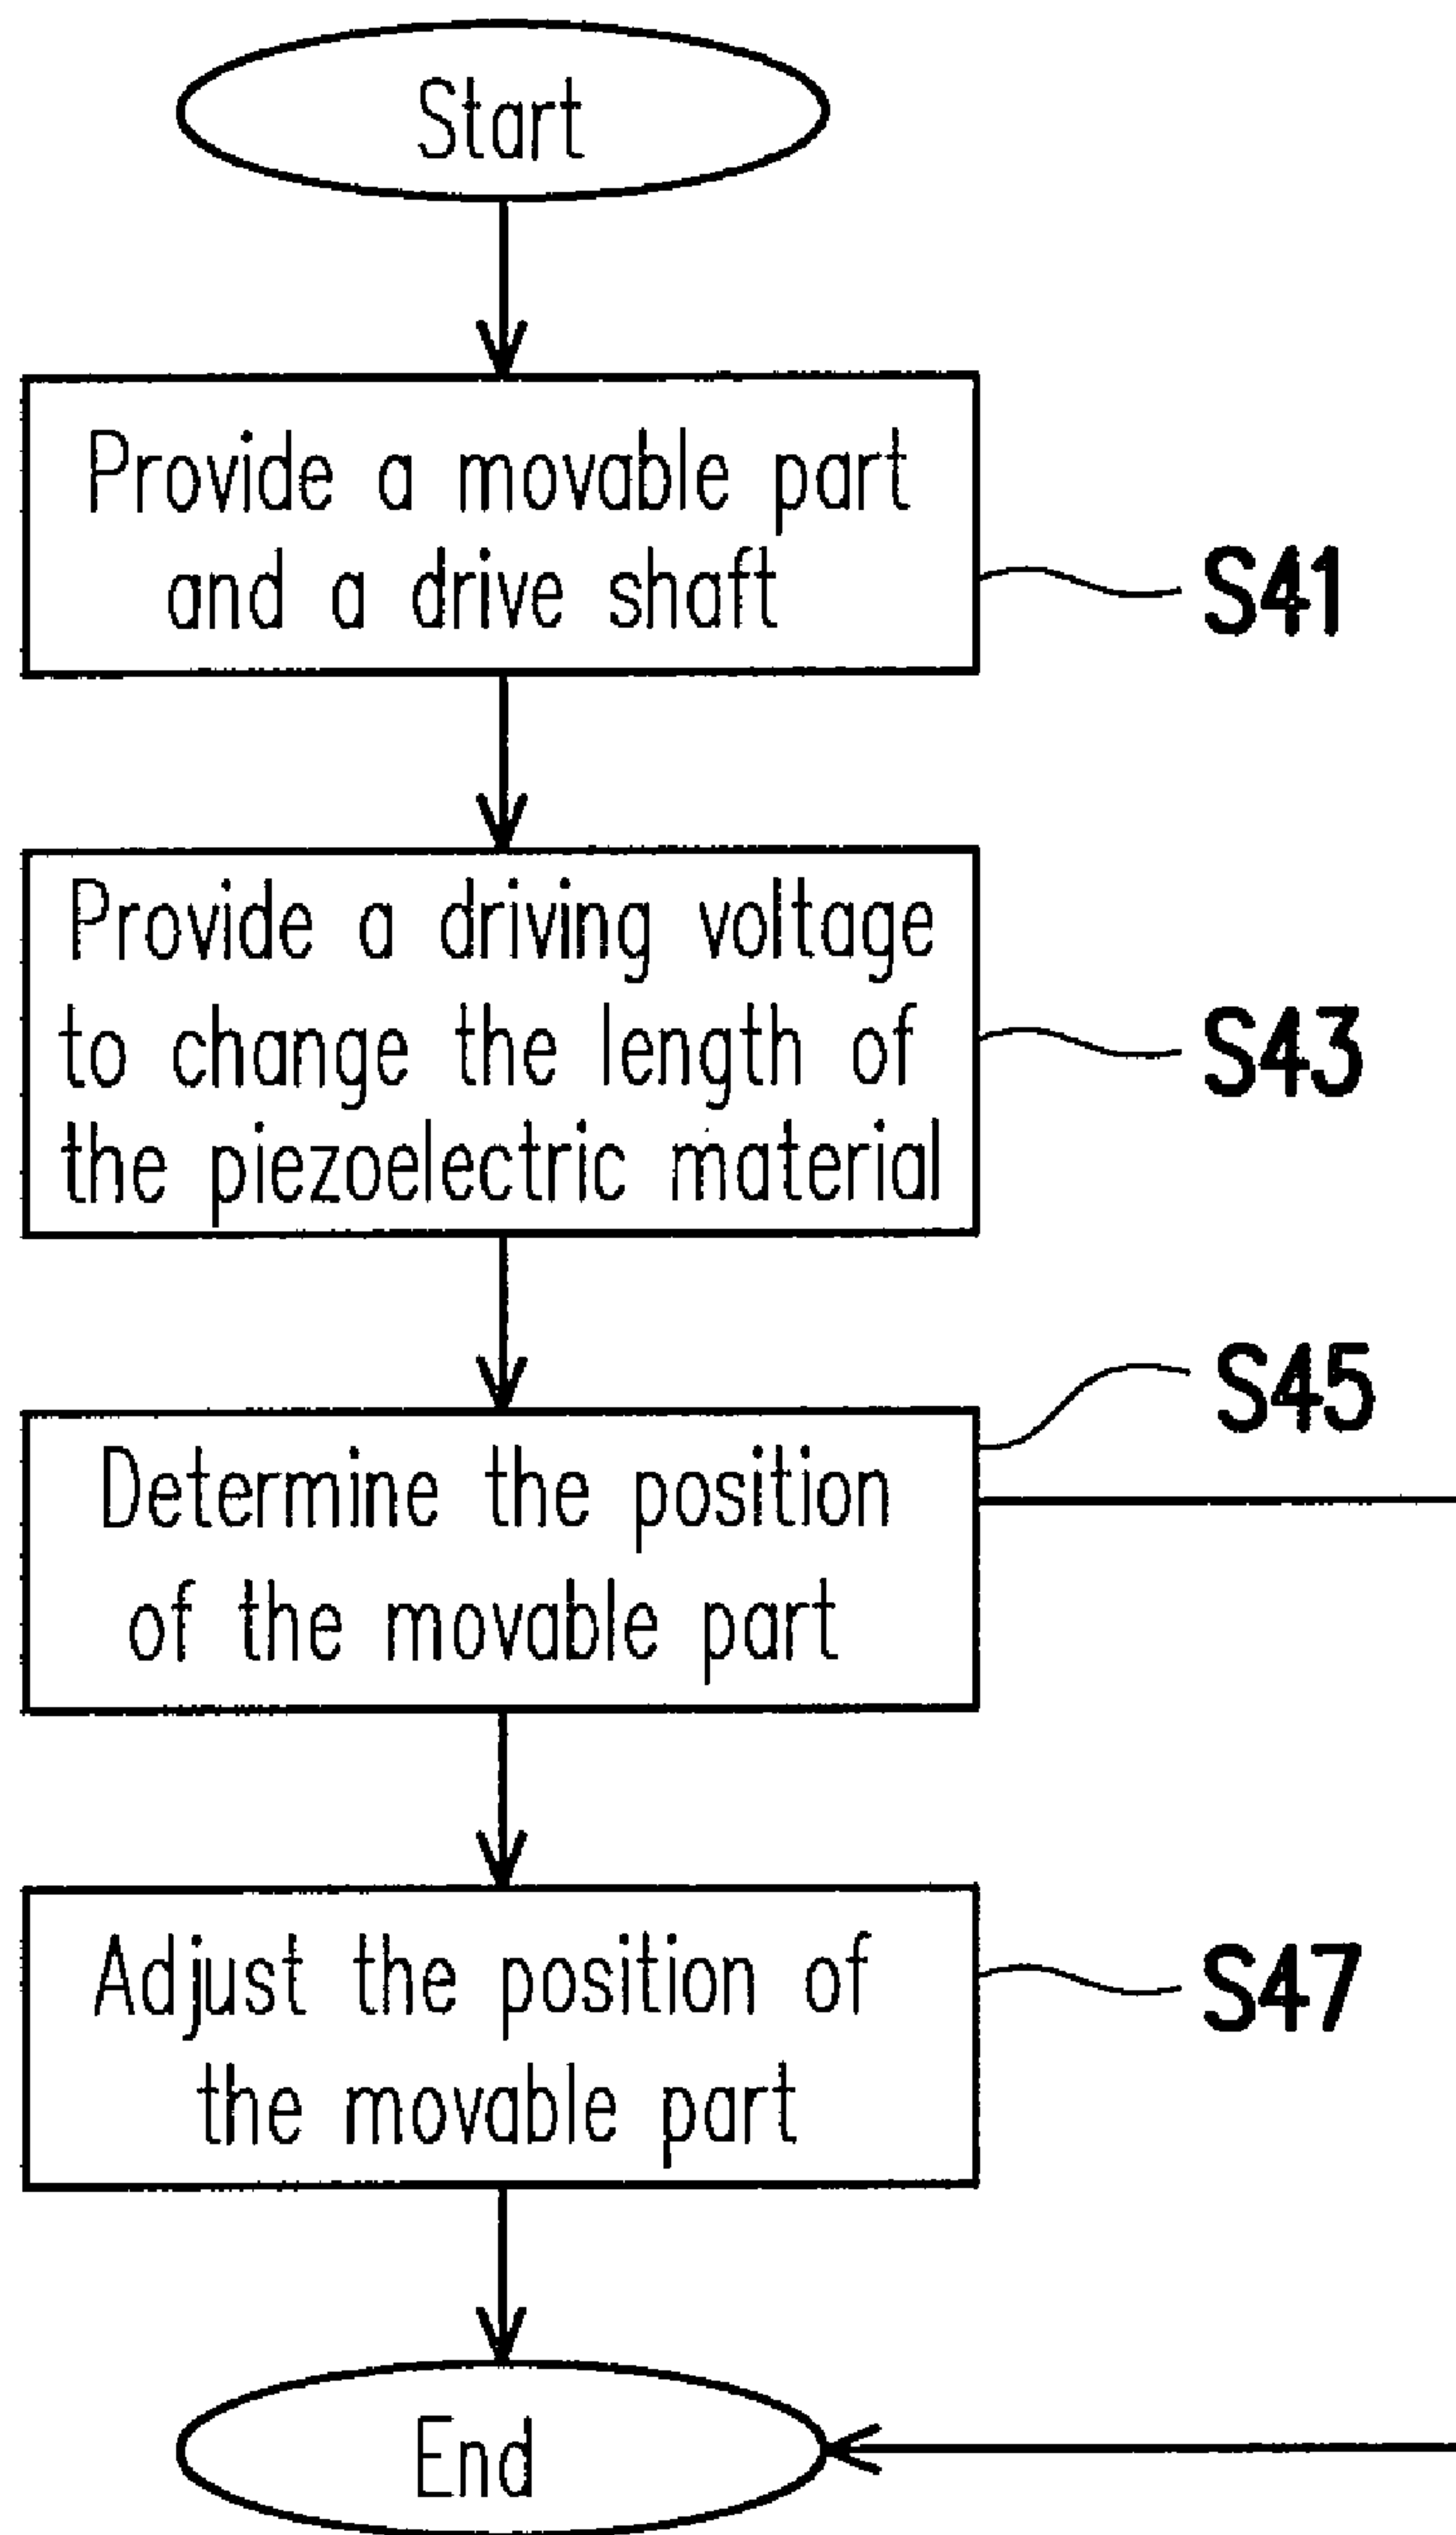 Start
Provide a movable part
and a drive shaft
S41
Provide a driving voltage
to change the length of
the piezoelectric material
S43
S45
Determine the position
of the movable part
Adjust the position of
the movable part
S47
End